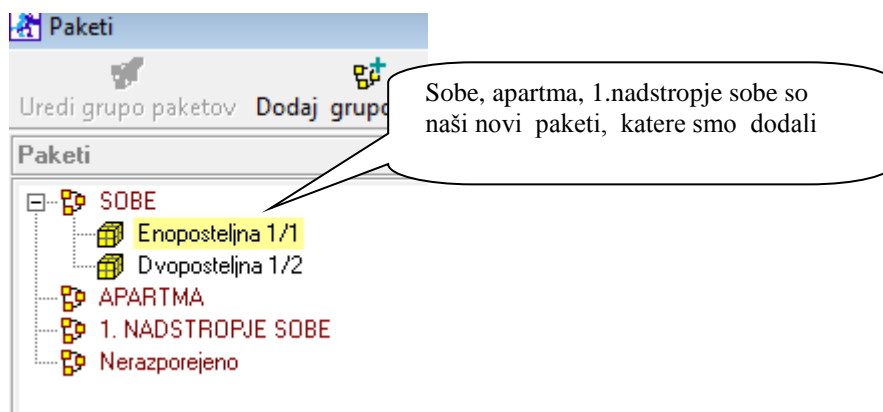 Paketi
Uredi grupo paketov Dodaj
Sobe, apartma, 1.nadstropje sobe so
naši novi paketi, katere smo dodali
Paketi
SOBE
Enoposteljna 1/1
Dvoposteljna 1/2
APARTMA
1. NADSTROPJE SOBE
Nerazporejeno